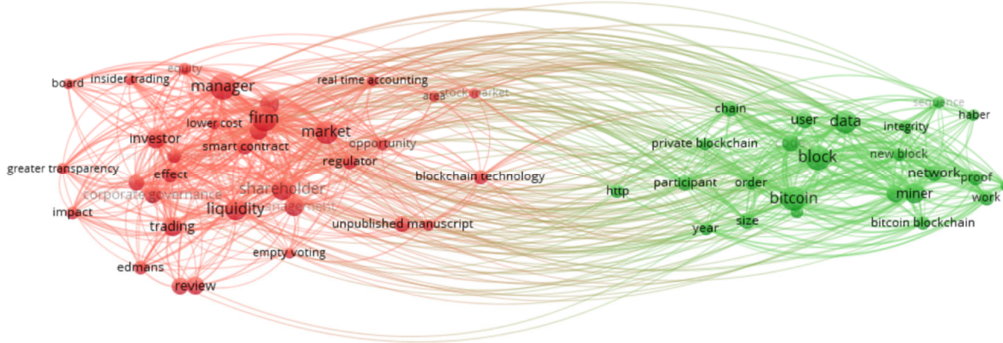 equity
board
insider trading
manager
real time accounting
area
stock market
firm
lower cost
market
investor
smart contract
opportunity
regulator
greater transparency
effect
blockchain technology
corporate governance
shareholder
management
impact
liquidity
trading
unpublished manuscript
empty voting
edmans
review
sequence
chain
haber
user
data
integrity
private blockchain
block
new block
network
proof
participant
order
http
bitcoin
miner
work
size
year
bitcoin blockchain